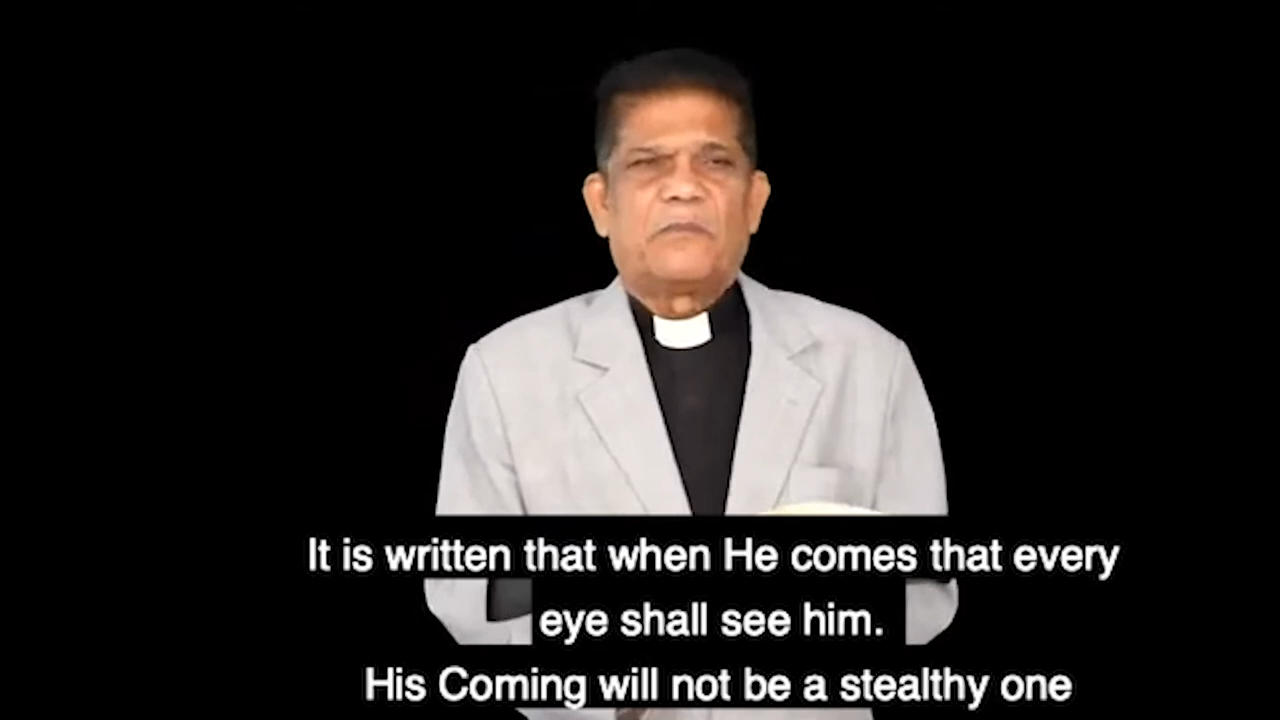 It is written that when He comes that every
eye shall see him.
His Coming will not be a stealthy one